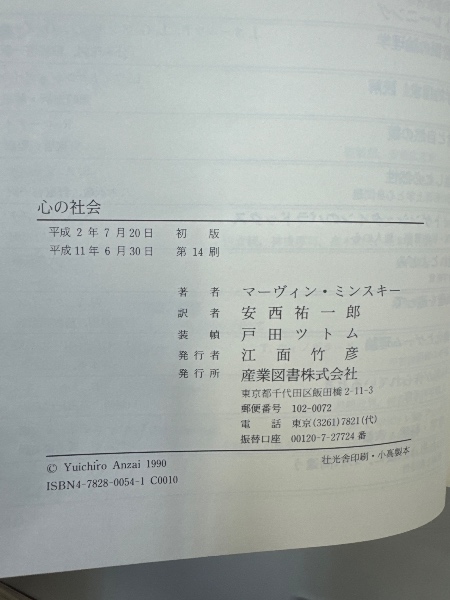 心の社会
平成 2 年 7 月 20 日 初 版
平成 11 年 6 月 30 日 第 14 刷
著 者 マーヴィン・ミンスキー
訳 者 安 西 祐 一 郎
装 幀 戸 田 ツ ト ム
発 行 者 江 面 竹 彦
発 行 所 産業図書株式会社
東京都千代田区飯田橋 2-11-3
郵便番号 102-0072
電 話 東京(3261)7821(代)
振替口座 00120-7-27724 番
© Yuichiro Anzai 1990
ISBN4-7828-0054-1 C0010
壮光舎印刷・小高製本